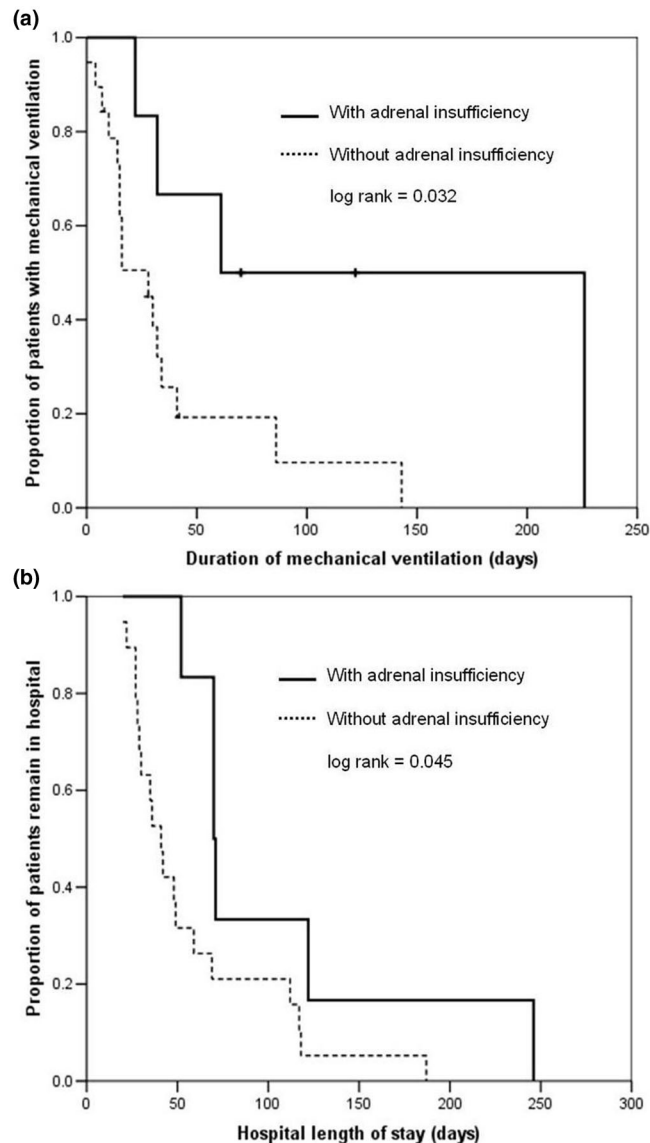 (a)
Proportion of patients with mechanical ventilation
1.0
0.8
0.6
0.4
0.2
0.0
With adrenal insufficiency
Without adrenal insufficiency
log rank = 0.032
0 50 100 150 200 250
Duration of mechanical ventilation (days)
(b)
Proportion of patients remain in hospital
1.0
0.8
0.6
0.4
0.2
0.0
With adrenal insufficiency
Without adrenal insufficiency
log rank = 0.045
0 50 100 150 200 250 300
Hospital length of stay (days)